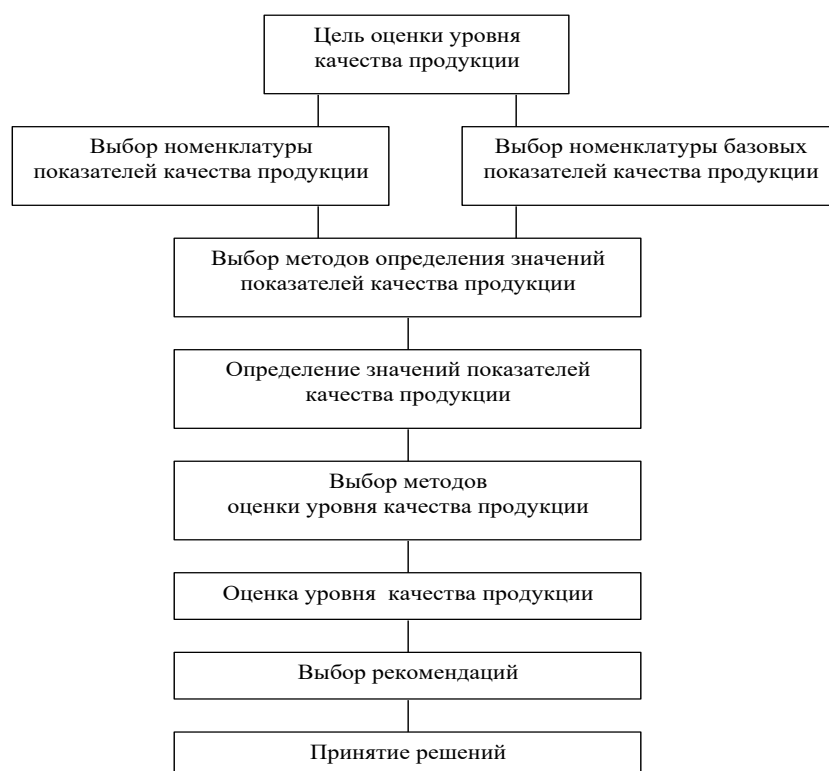 Цель оценки уровня
качества продукции
Выбор номенклатуры
показателей качества продукции
Выбор номенклатуры базовых
показателей качества продукции
Выбор методов определения значений
показателей качества продукции
Определение значений показателей
качества продукции
Выбор методов
оценки уровня качества продукции
Оценка уровня качества продукции
Выбор рекомендаций
Принятие решений